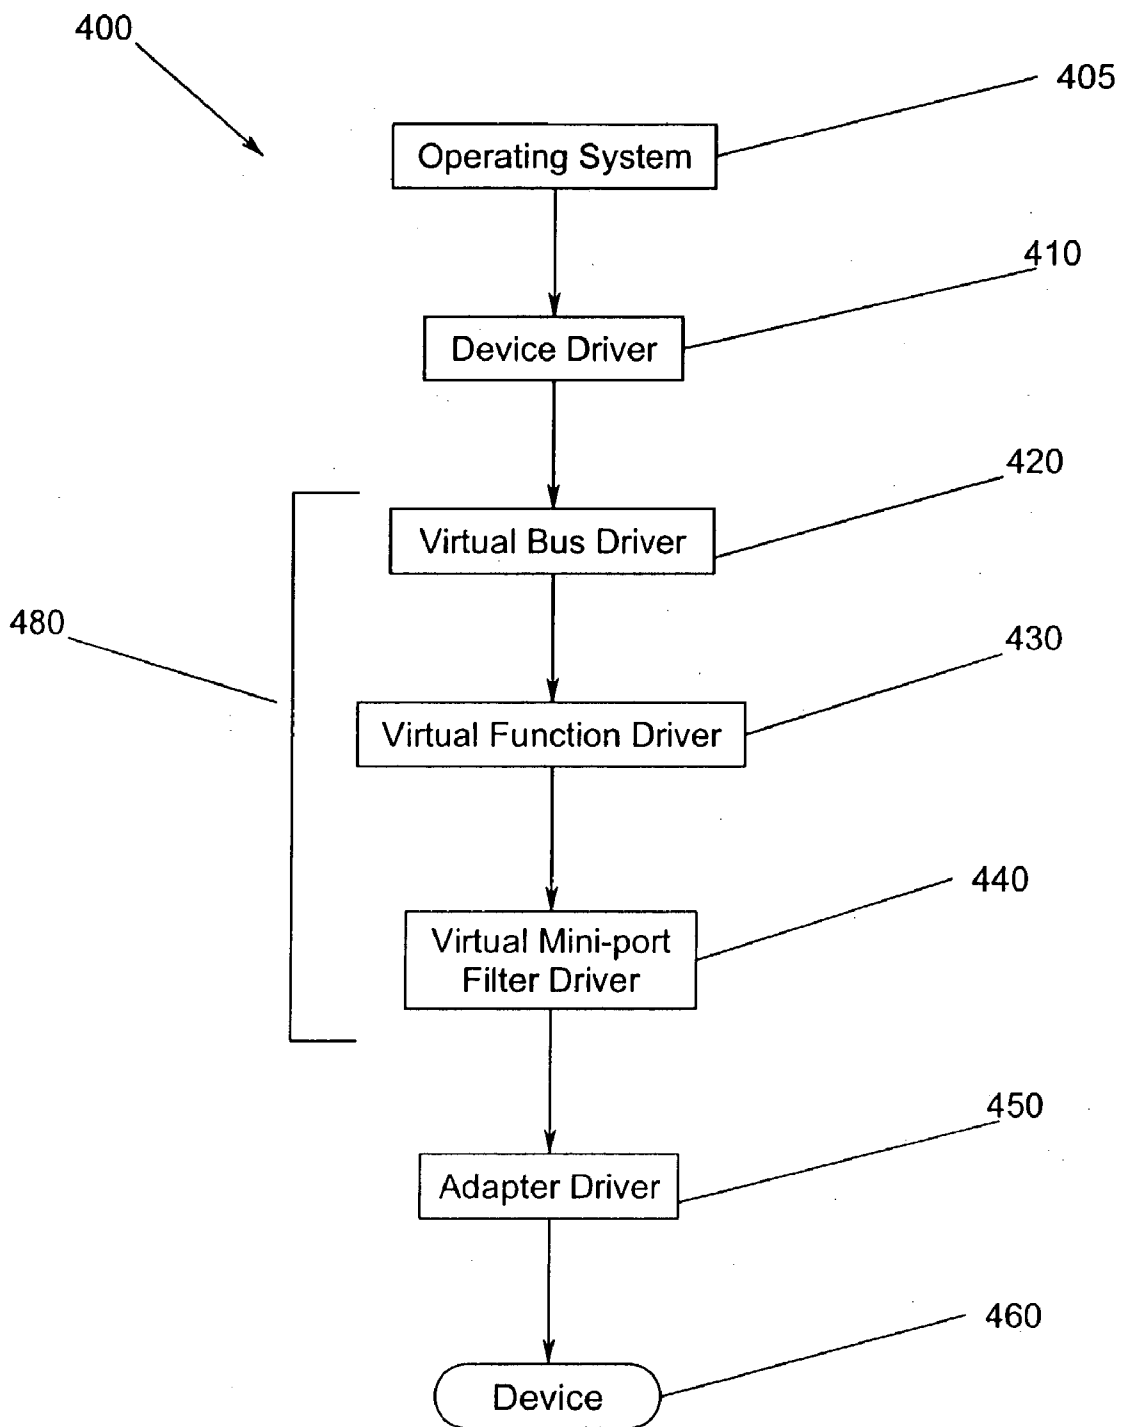 400
405
Operating System
410
Device Driver
420
Virtual Bus Driver
480
430
Virtual Function Driver
440
Virtual Mini-port
Filter Driver
450
Adapter Driver
460
Device